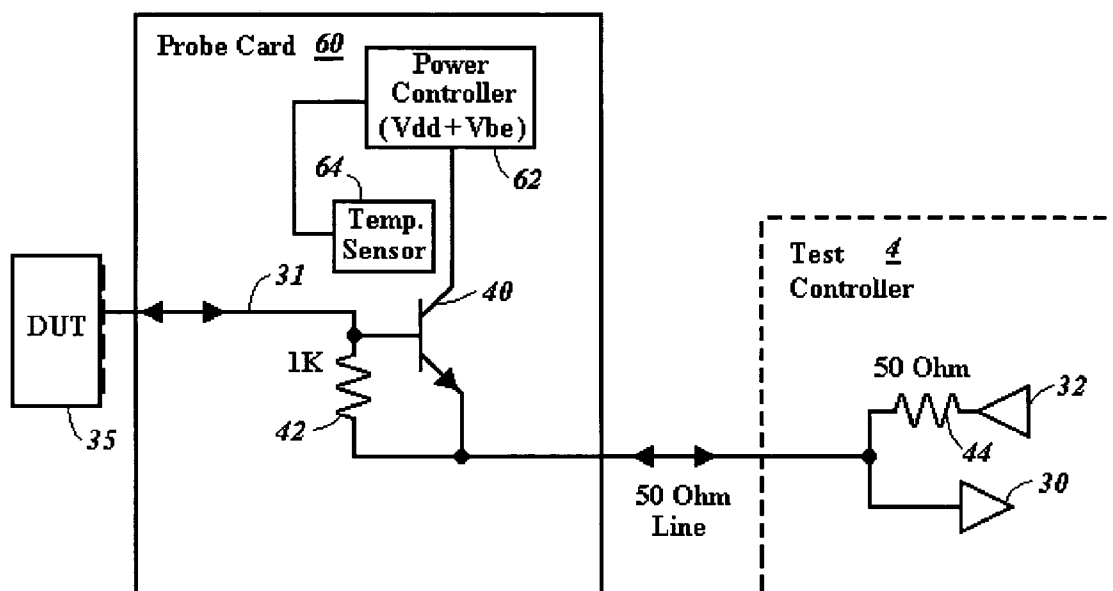 Probe Card 60
Power
Controller
(Vdd+Vbe)
62
64
Temp.
Sensor
Test 4
Controller
31
40
DUT
35
1K
42
50 Ohm
32
44
50 Ohm
Line
30